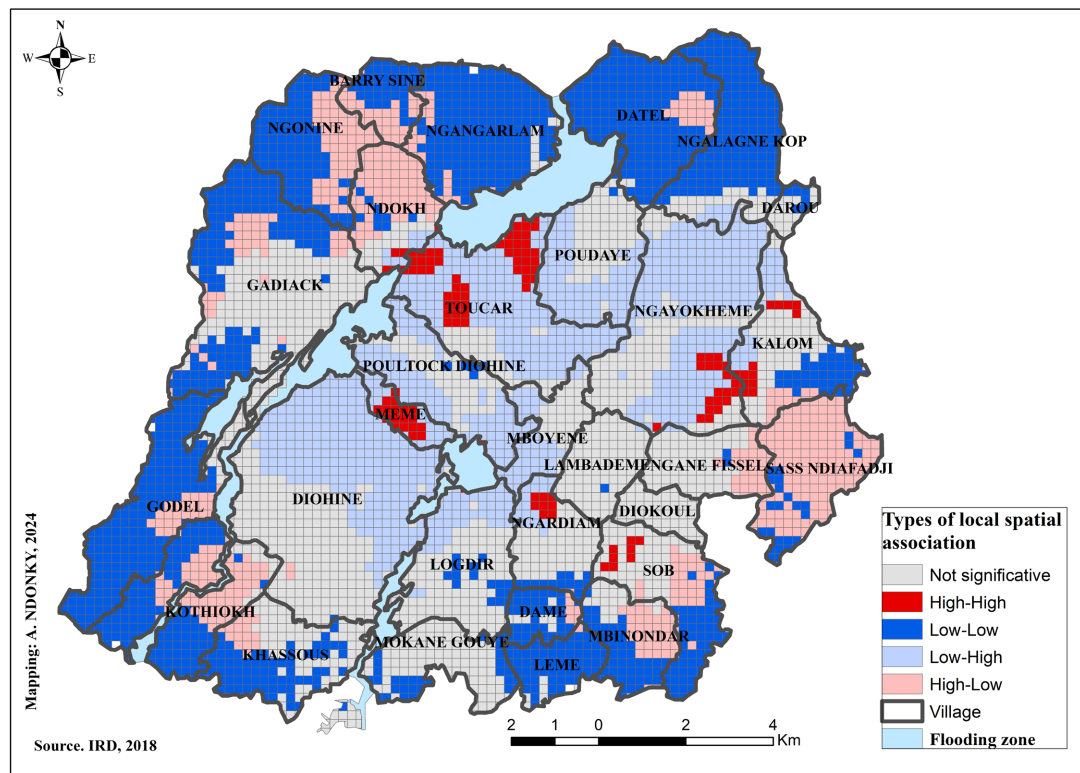 N
W E
S
BARRY SINE
NGONINE
NGANGARLAM
DATEL
NGALAGNE KOP
NDOKH
DAROU
POUDAYE
GADIACK
TOUCAR
NGAYOKHEME
KALOM
POULTOCK DIOHINE
MEME
MBOYENE
LAMBADEMENGANE FISSEL
SASS NDIAFADJI
DIOHINE
GODEL
NGARDIAM
DIOKOUL
LOGDIR
SOB
KOTHIOKH
DAME
MBINONDAR
KHASSOUS
MOKANE GOUYE
LEME
Types of local spatial
association
Not significative
High-High
Low-Low
Low-High
High-Low
Village
Flooding zone
Mapping: A. NDONKY, 2024
Source. IRD, 2018
2 1 0 2 4
Km